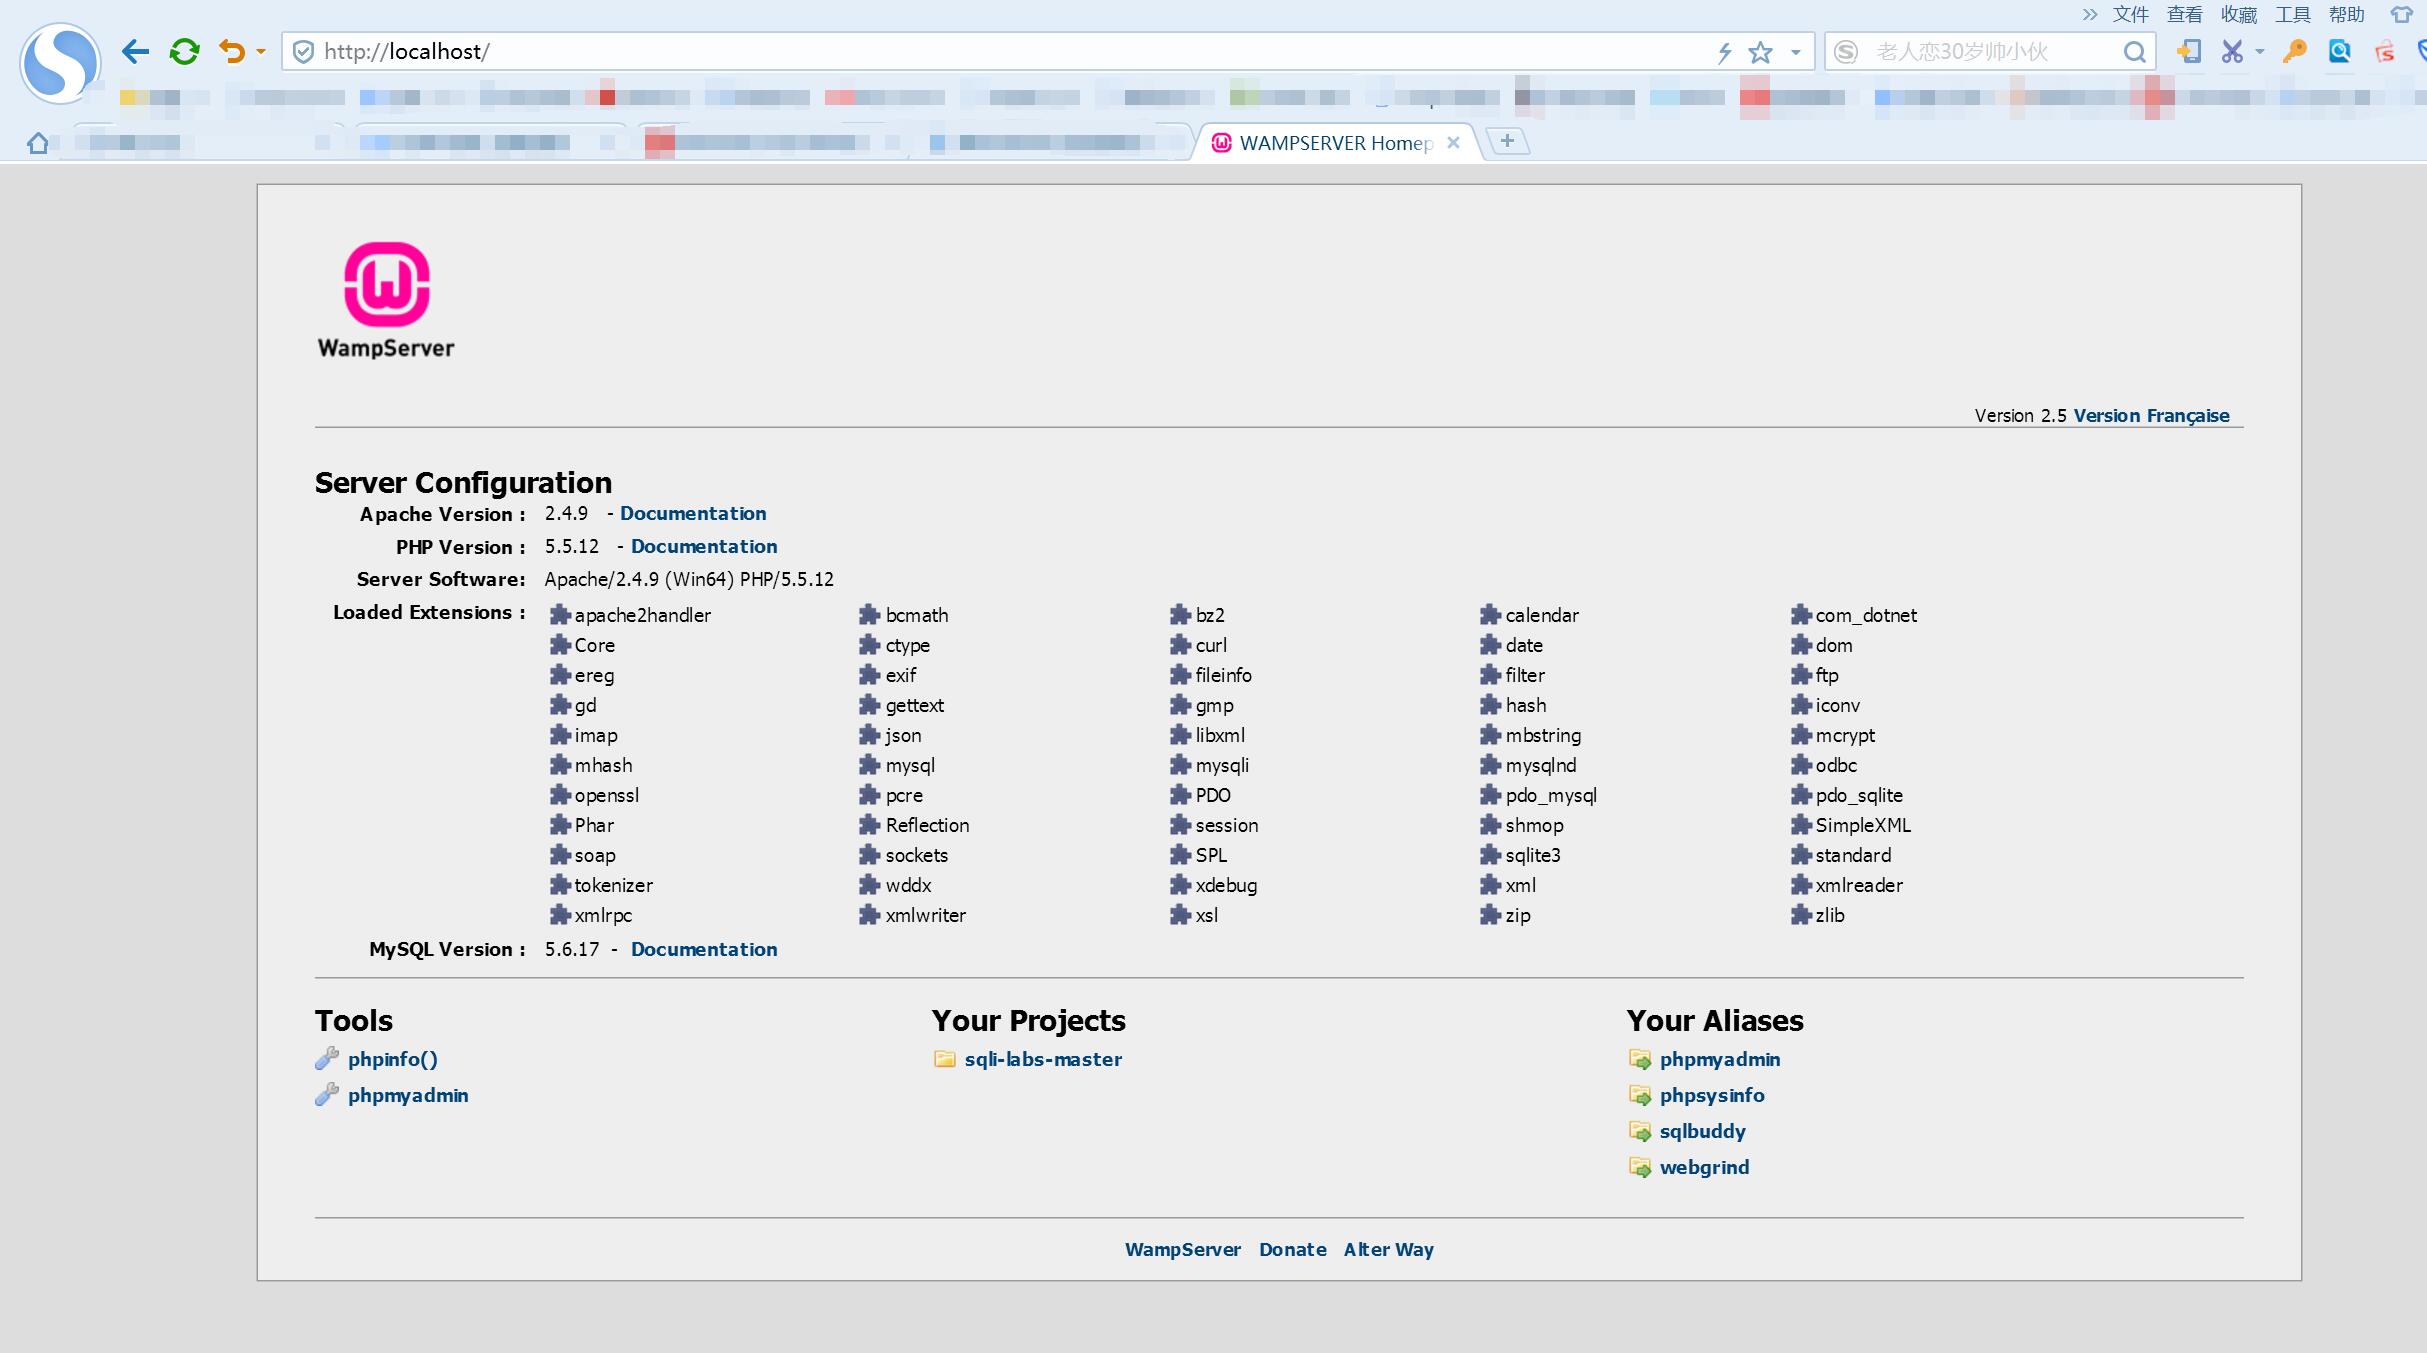 » 文件 查看 收藏 工具 帮助
http://localhost/ 老人恋30岁帅小伙
WAMPSERVER Homep
WampServer
Version 2.5 Version Française
Server Configuration
Apache Version : 2.4.9 - Documentation
PHP Version : 5.5.12 - Documentation
Server Software: Apache/2.4.9 (Win64) PHP/5.5.12
Loaded Extensions : apache2handler bcmath bz2 calendar com_dotnet
Core ctype curl date dom
ereg exif fileinfo filter ftp
gd gettext gmp hash iconv
imap json libxml mbstring mcrypt
mhash mysql mysqli mysqlnd odbc
openssl pcre PDO pdo_mysql pdo_sqlite
Phar Reflection session shmop SimpleXML
soap sockets SPL sqlite3 standard
tokenizer wddx xdebug xml xmlreader
xmlrpc xmlwriter xsl zip zlib
MySQL Version : 5.6.17 - Documentation
Tools Your Projects Your Aliases
phpinfo() sqli-labs-master phpmyadmin
phpmyadmin phpsysinfo
sqlbuddy
webgrind
WampServer Donate Alter Way